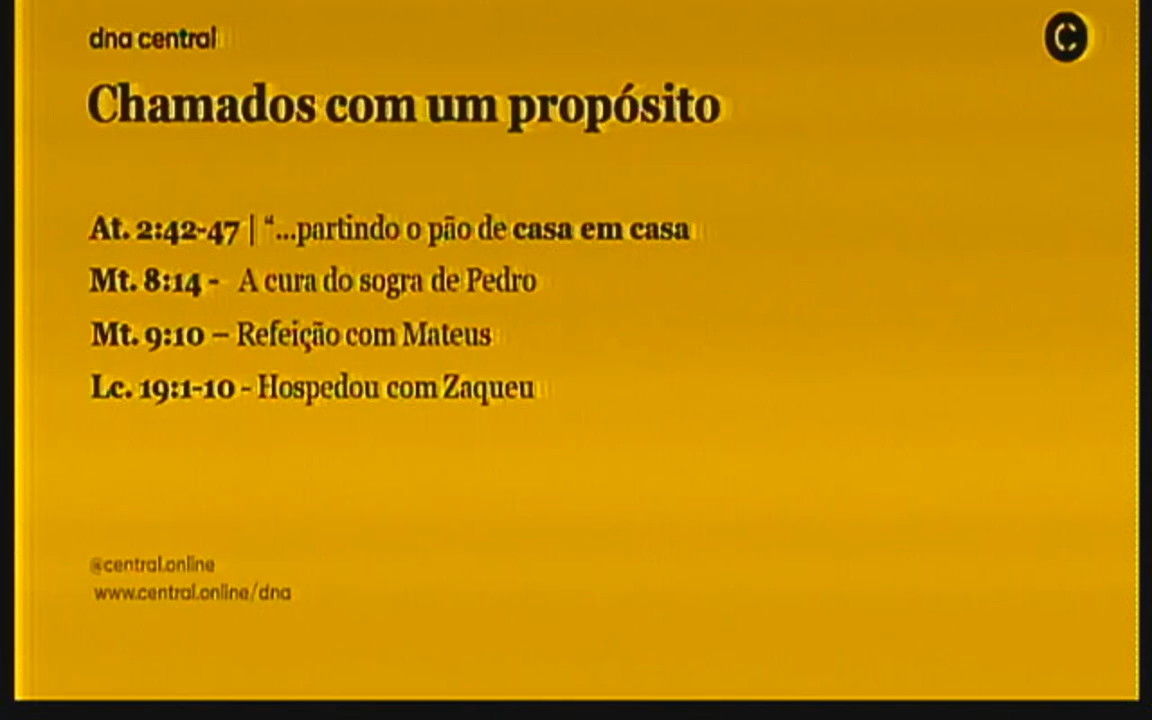 dna central
C
Chamados com um propósito
At. 2:42-47 | “...partindo o pão de casa em casa
Mt. 8:14 - A cura do sogra de Pedro
Mt. 9:10 – Refeição com Mateus
Lc. 19:1-10 - Hospedou com Zaqueu
@central.online
www.central.online/dna